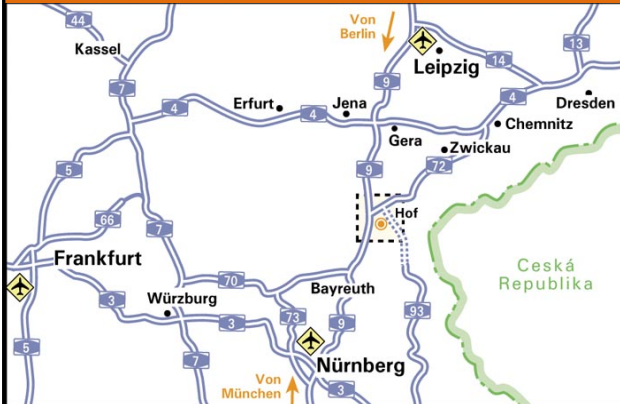 44
Von
Berlin
13
Kassel
Leipzig
14
7
9
4
Dresden
4
Erfurt
4
Jena
Chemnitz
Gera
Zwickau
5
9
72
66
Hof
7
Frankfurt
Ceská
Republika
70
Bayreuth
3
Würzburg
93
3
73
9
5
7
Nürnberg
Von
München
3